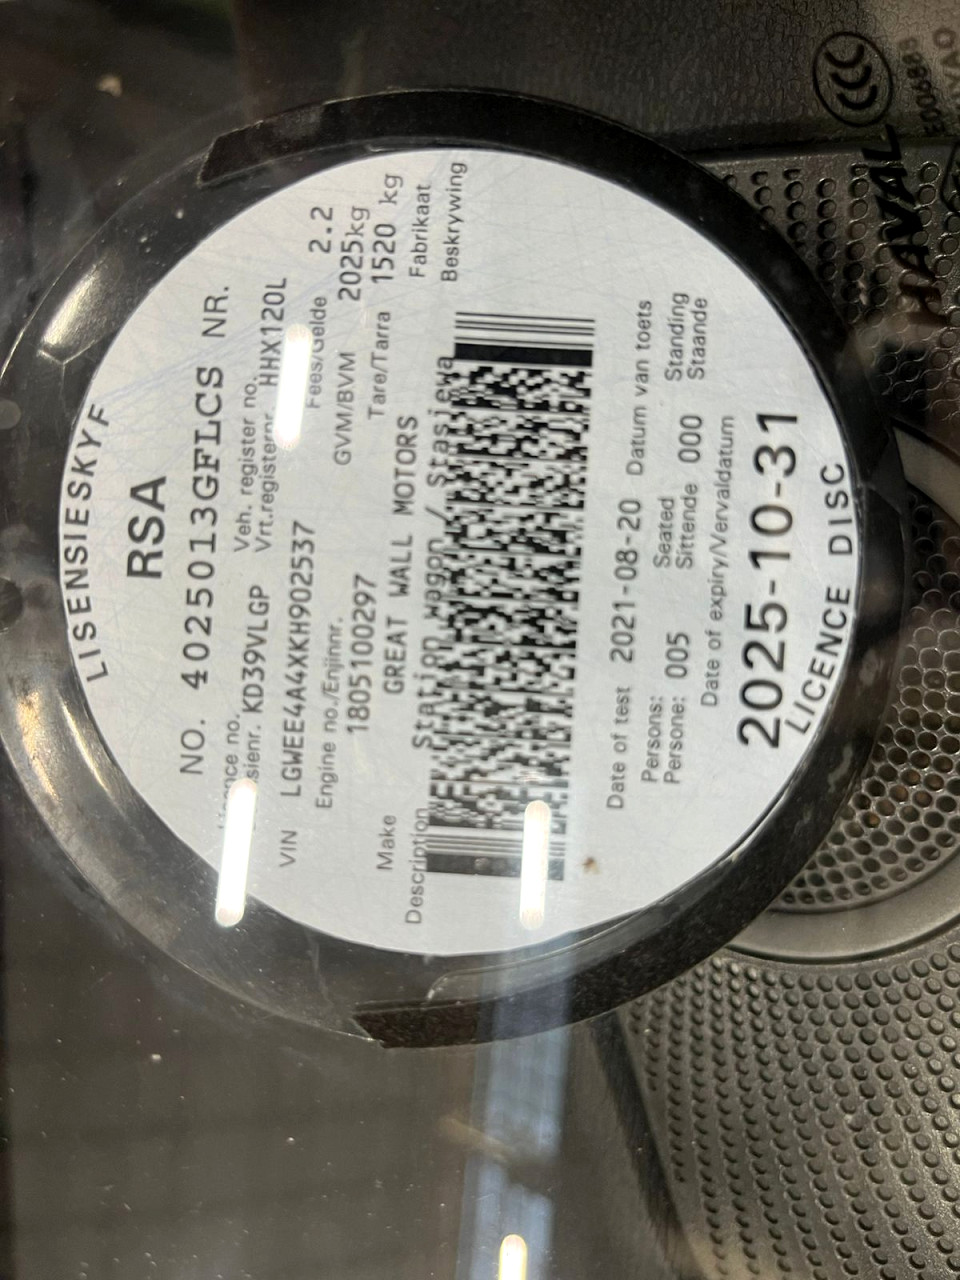 LISENSIESKYF
RSA
NO. 4025013GFLCS NR.
no. Veh. register no.
KD39VLGP HHX120L
VIN LGWEE4A4XKH902537
Fees/Gelde 2.2
Engine no./Enjinnr. GVM/BVM 2025kg
1805100297 Tare/Tarra 1520 kg
Make GREAT WALL MOTORS Fabrikaat
Description Station wagon / Stasiewa Beskrywing
Date of test 2021-08-20 Datum van toets
Persons: 005 Seated 000 Standing
Persone: Sittende Staande
Date of expiry/Vervaldatum
2025-10-31
LICENCE DISC
CCC
HAVAL